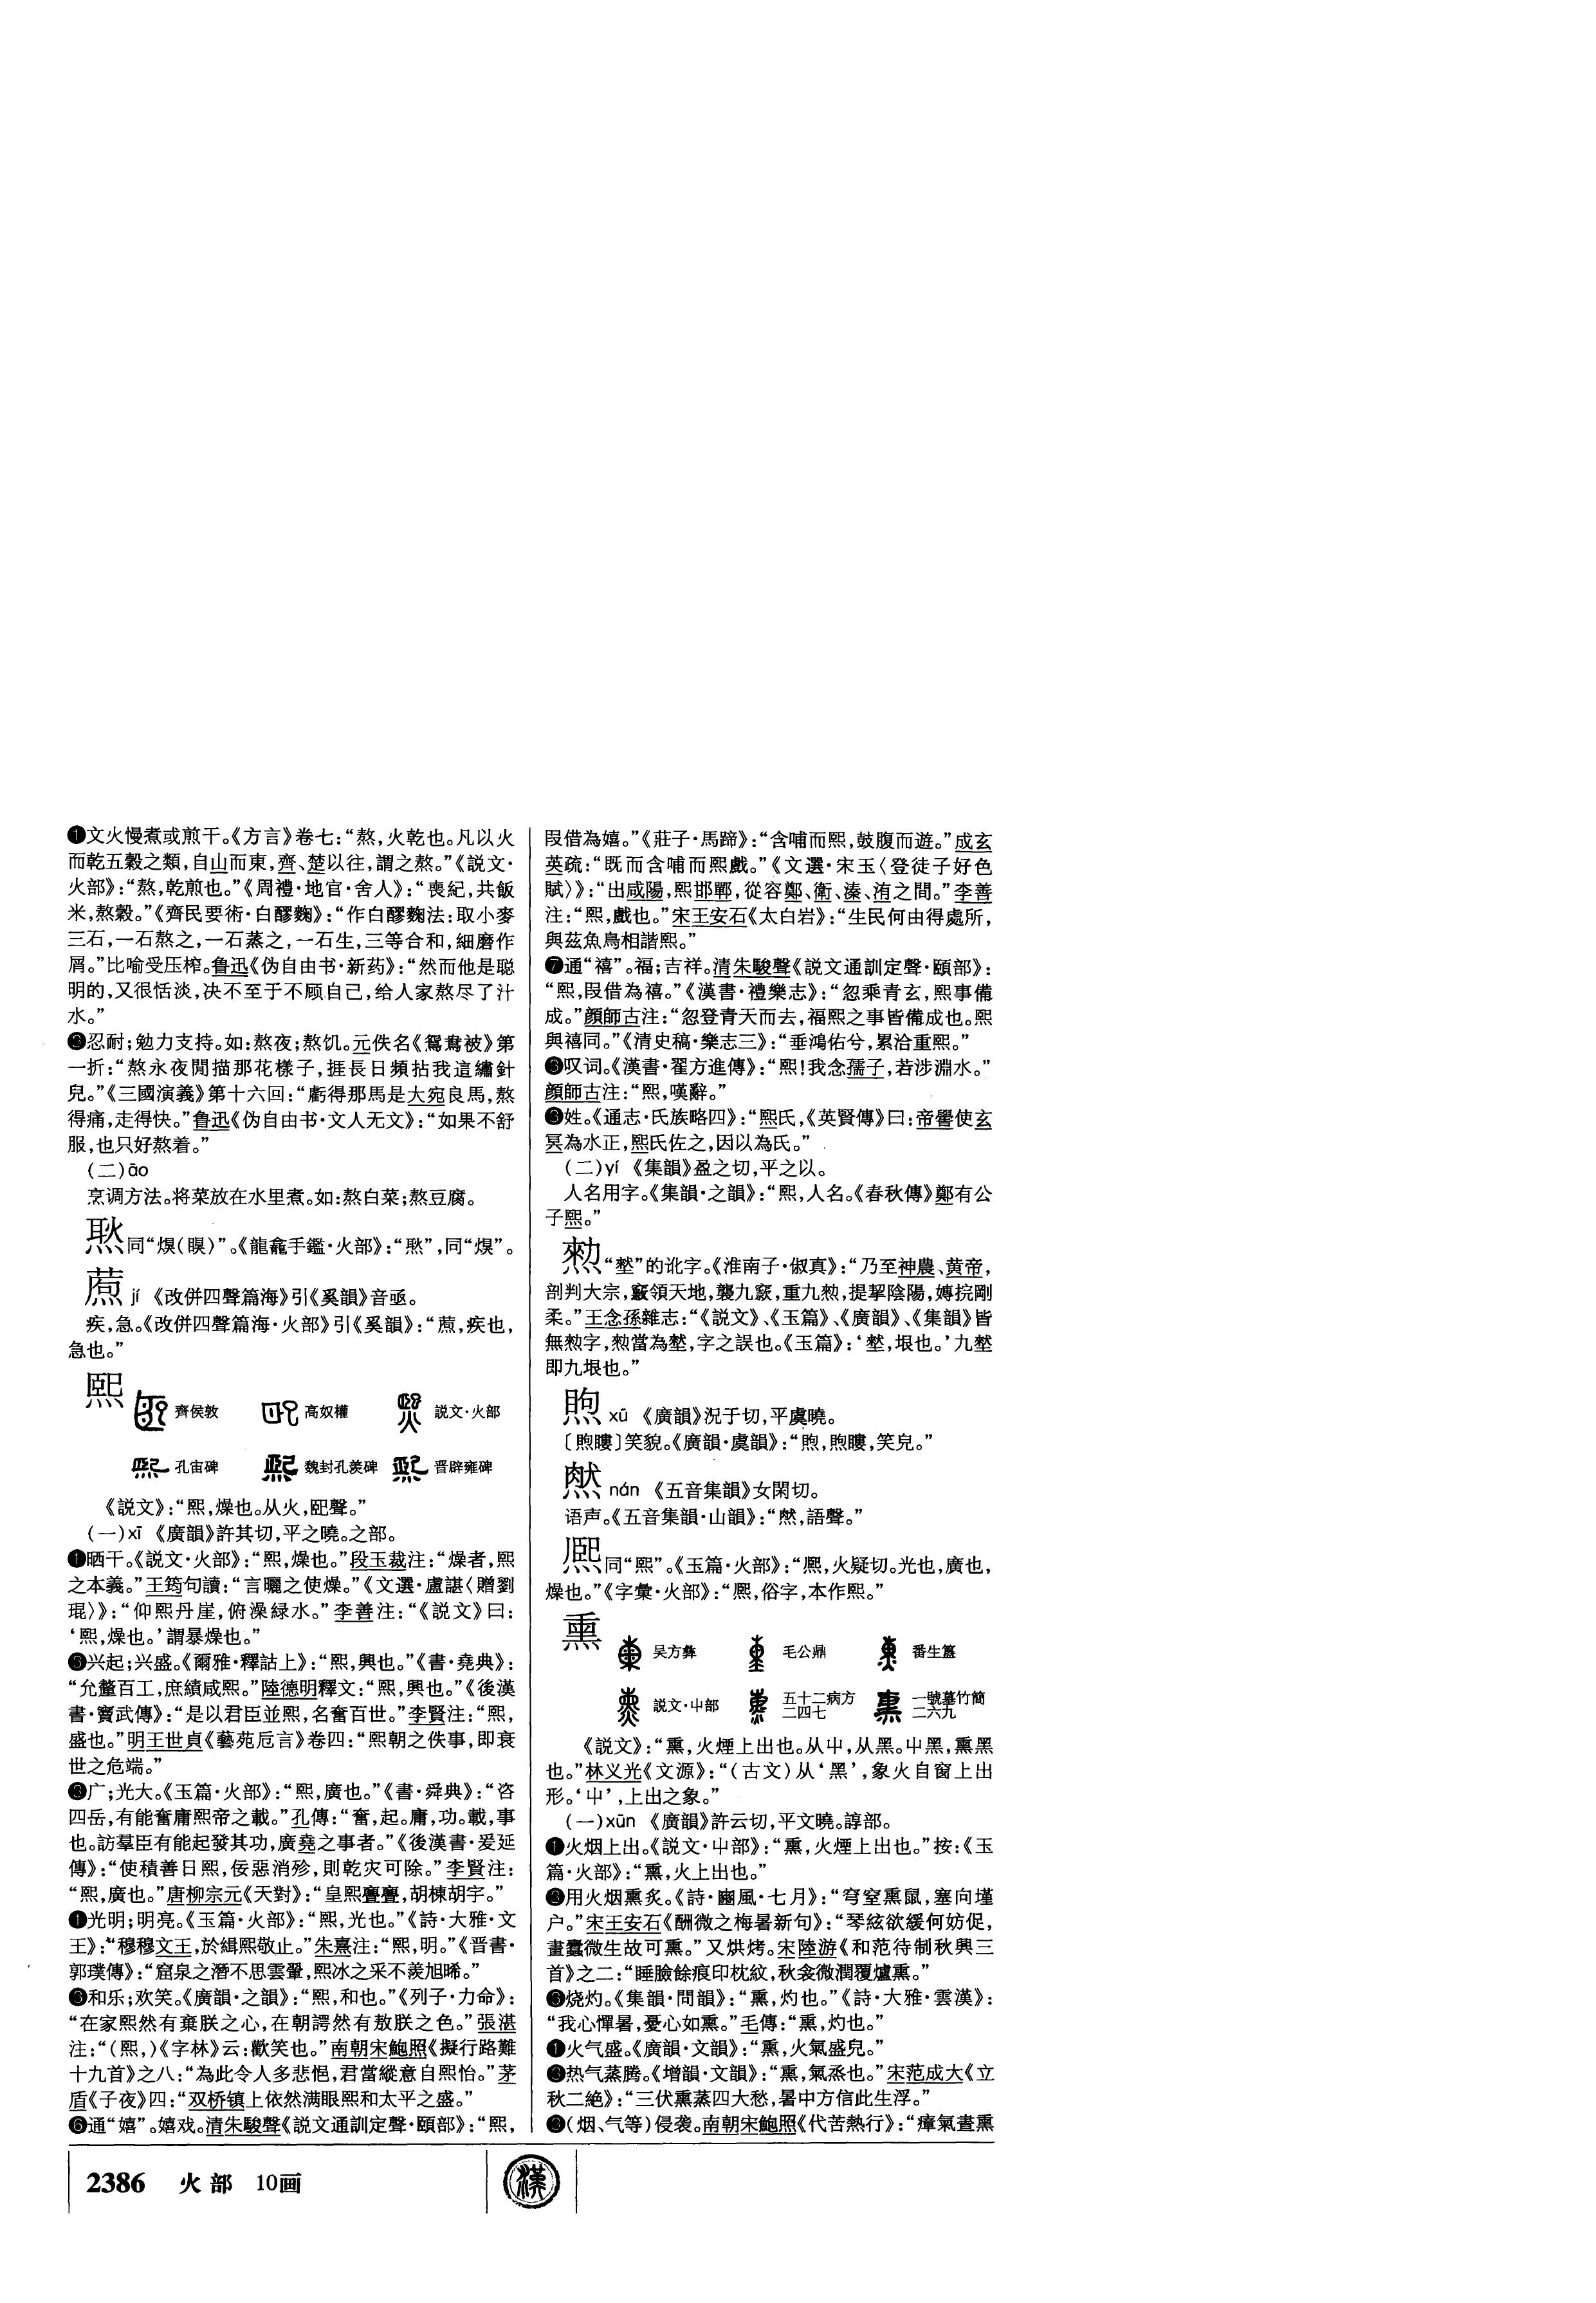 ❶文火慢煮或煎干。《方言》卷七：“熬，火乾也。凡以火
而乾五穀之類，自山而東，齊、楚以往，謂之熬。”《説文·
火部》：“熬，乾煎也。”《周禮·地官·舍人》：“喪紀，共飯
米，熬穀。”《齊民要術·白醪麴》：“作白醪麴法：取小麥
三石，一石熬之，一石蒸之，一石生，三等合和，細磨作
屑。”比喻受压榨。鲁迅《伪自由书·新药》：“然而他是聪
明的，又很恬淡，决不至于不顾自己，给人家熬尽了汁
水。”
忍耐；勉力支持。如：熬夜；熬饥。元佚名《鴛鴦被》第
一折：“熬永夜閒描那花樣子，捱長日頻拈我這繡針
兒。”《三國演義》第十六回：“虧得那馬是大宛良馬，熬
得痛，走得快。”鲁迅《伪自由书·文人无文》：“如果不舒
服，也只好熬着。”
（二）āo
烹调方法。将菜放在水里煮。如：熬白菜；熬豆腐。
同“煚（㬌）”。《龍龕手鑑·火部》：同
jí 《改併四聲篇海》引《奚韻》音亟。
疾，急。《改併四聲篇海·火部》引《奚韻》：疾也，
急也。”
熙
齊侯敦 高奴權 説文·火部
孔宙碑 魏封孔羨碑 晋辟雍碑
《説文》：“熙，燥也。从火，巸聲。”
（一）xī 《廣韻》許其切，平之曉。之部。
❶晒干。《説文·火部》：“熙，燥也。”段玉裁注：“燥者，熙
之本義。”王筠句讀：“言曬之使燥。”《文選·盧諶〈贈劉
琨〉》：“仰熙丹崖，俯澡緑水。”李善注：“《説文》曰：
‘熙，燥也。’謂暴燥也。”
兴起；兴盛。《爾雅·釋詁上》：“熙，興也。”《書·堯典》：
“允釐百工，庶績咸熙。”陸德明釋文：“熙，興也。”《後漢
書·竇武傳》：“是以君臣並熙，名奮百世。”李賢注：“熙，
盛也。”明王世貞《藝苑卮言》卷四：“熙朝之佚事，即衰
世之危端。”
广；光大。《玉篇·火部》：“熙，廣也。”《書·舜典》：“咨
四岳，有能奮庸熙帝之載。”孔傳：“奮，起。庸，功。載，事
也。訪羣臣有能起發其功，廣堯之事者。”《後漢書·爰延
傳》：“使積善日熙，佞惡消殄，則乾灾可除。”李賢注：
“熙，廣也。”唐柳宗元《天對》：“皇熙亹亹，胡棟胡宇。”
光明；明亮。《玉篇·火部》：“熙，光也。”《詩·大雅·文
王》：“穆穆文王，於緝熙敬止。”朱熹注：“熙，明。”《晋書·
郭璞傳》：“窟泉之潛不思雲翬，熙冰之采不羨旭晞。”
和乐；欢笑。《廣韻·之韻》：“熙，和也。”《列子·力命》：
“在家熙然有棄朕之心，在朝諤然有敖朕之色。”張湛
注：“（熙，）《字林》云：歡笑也。”南朝宋鮑照《擬行路難
十九首》之八：“為此令人多悲悒，君當縱意自熙怡。”茅
盾《子夜》四：“双桥镇上依然满眼熙和太平之盛。”
❻通“嬉”。嬉戏。清朱駿聲《説文通訓定聲·頤部》：“熙，
叚借為嬉。”《莊子·馬蹄》：“含哺而熙，鼓腹而遊。”成玄
英疏：“既而含哺而熙戲。”《文選·宋玉〈登徒子好色
賦〉》：“出咸陽，熙邯鄲，從容鄭、衛、溱、洧之間。”李善
注：“熙，戲也。”宋王安石《太白岩》：“生民何由得處所，
與茲魚鳥相諧熙。”
❼通“禧”。福；吉祥。清朱駿聲《説文通訓定聲·頤部》：
“熙，叚借為禧。”《漢書·禮樂志》：“忽乘青玄，熙事備
成。”顔師古注：“忽登青天而去，福熙之事皆備成也。熙
與禧同。”《清史稿·樂志三》：“垂鴻佑兮，累洽重熙。”
叹词。《漢書·翟方進傳》：“熙！我念孺子，若涉淵水。”
顔師古注：“熙，嘆辭。”
姓。《通志·氏族略四》：“熙氏，《英賢傳》曰：帝嚳使玄
冥為水正，熙氏佐之，因以為氏。”
（二）yí 《集韻》盈之切，平之以。
人名用字。《集韻·之韻》：“熙，人名。《春秋傳》鄭有公
子熙。”
的讹字。《淮南子·俶真》：“乃至神農、黄帝，
剖判大宗，竅領天地，襲九窾，重九㷉，提挈陰陽，嫥捖剛
柔。”王念孫雜志：“《説文》、《玉篇》、《廣韻》、《集韻》皆
無㷉字，㷉當為，字之誤也。《玉篇》：垠也。’九
即九垠也。”
煦 xū 《廣韻》況于切，平虞曉。
〔煦瞜〕笑貌。《廣韻·虞韻》：“煦，煦瞜，笑皃。”
nán 《五音集韻》女閑切。
语声。《五音集韻·山韻》：語聲。”
同“熙”。《玉篇·火部》：火疑切。光也，廣也，
燥也。”《字彙·火部》：俗字，本作熙。”
熏
吴方彝 毛公鼎 番生簋
説文·屮部 五十二病方二四七 一號墓竹簡二六九
《説文》：“熏，火煙上出也。从屮，从黑。屮黑，熏黑
也。”林义光《文源》：“（古文）从‘黑’，象火自窗上出
形。‘屮’，上出之象。”
（一）xūn 《廣韻》許云切，平文曉。諄部。
❶火烟上出。《説文·屮部》：“熏，火煙上出也。”按：《玉
篇·火部》：“熏，火上出也。”
❷用火烟熏炙。《詩·豳風·七月》：“穹窒熏鼠，塞向墐
户。”宋王安石《酬微之梅暑新句》：“琴絃欲緩何妨促，
畫蠹微生故可熏。”又烘烤。宋陸游《和范待制秋興三
首》之二：“睡臉餘痕印枕紋，秋衾微潤覆爐熏。”
❸烧灼。《集韻·問韻》：“熏，灼也。”《詩·大雅·雲漢》：
“我心憚暑，憂心如熏。”毛傳：“熏，灼也。”
火气盛。《廣韻·文韻》：“熏，火氣盛皃。”
热气蒸腾。《增韻·文韻》：“熏，氣烝也。”宋范成大《立
秋二絶》：“三伏熏蒸四大愁，暑中方信此生浮。”
（烟、气等）侵袭。南朝宋鮑照《代苦熱行》：“瘴氣晝熏
2386 火部 10画
漢